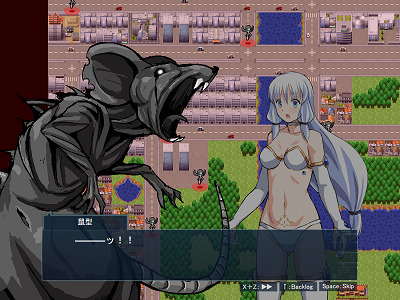 鼠型
―――ッ!!
X+Z:▶▶ ↑:Backlog Space:Skip